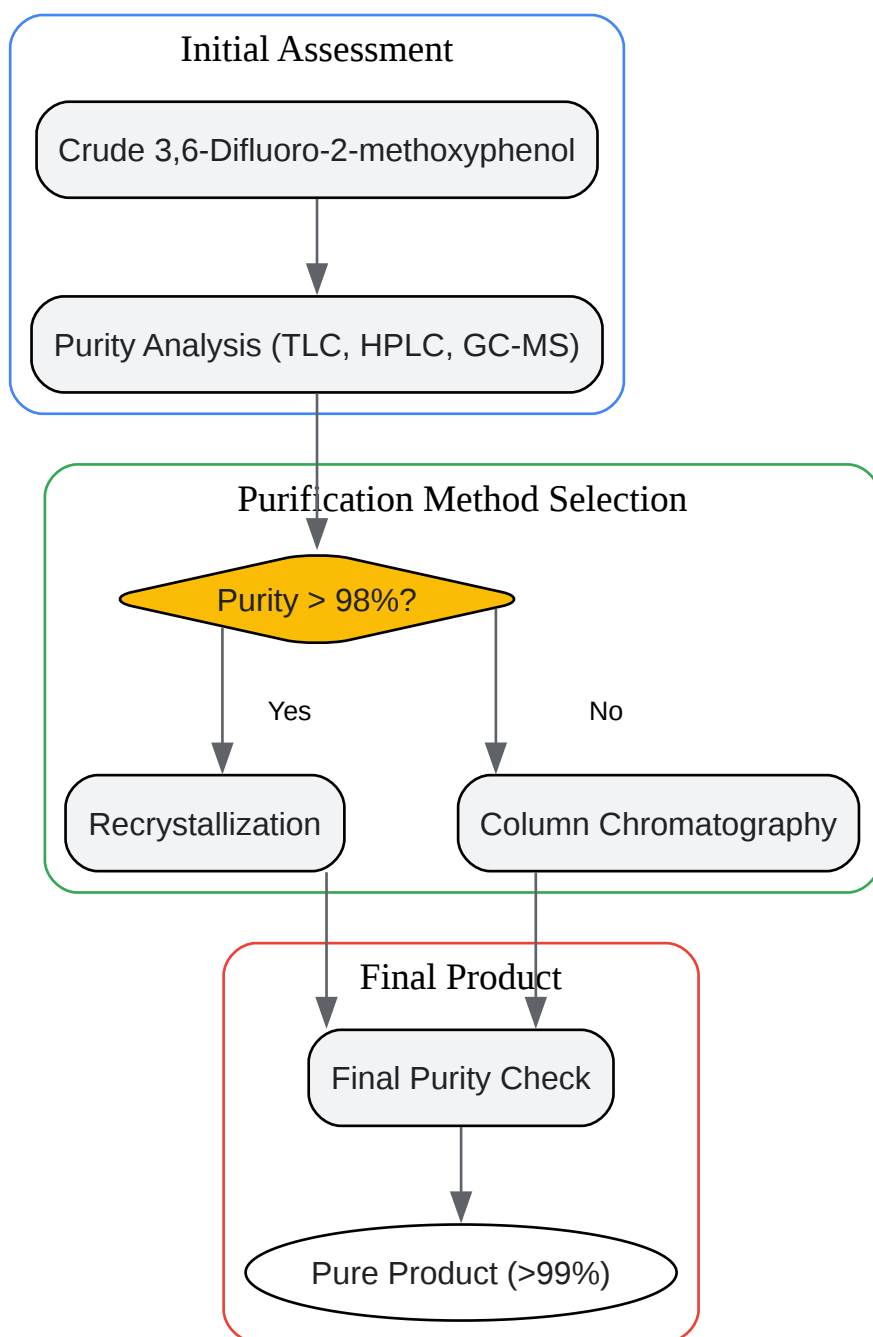 Initial Assessment
Crude 3,6-Difluoro-2-methoxyphenol
Purity Analysis (TLC, HPLC, GC-MS)
Purification Method Selection
Purity > 98%?
Yes
No
Recrystallization
Column Chromatography
Final Product
Final Purity Check
Pure Product (>99%)